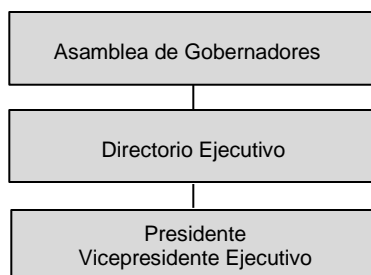 Asamblea de Gobernadores
Directorio Ejecutivo
Presidente
Vicepresidente Ejecutivo